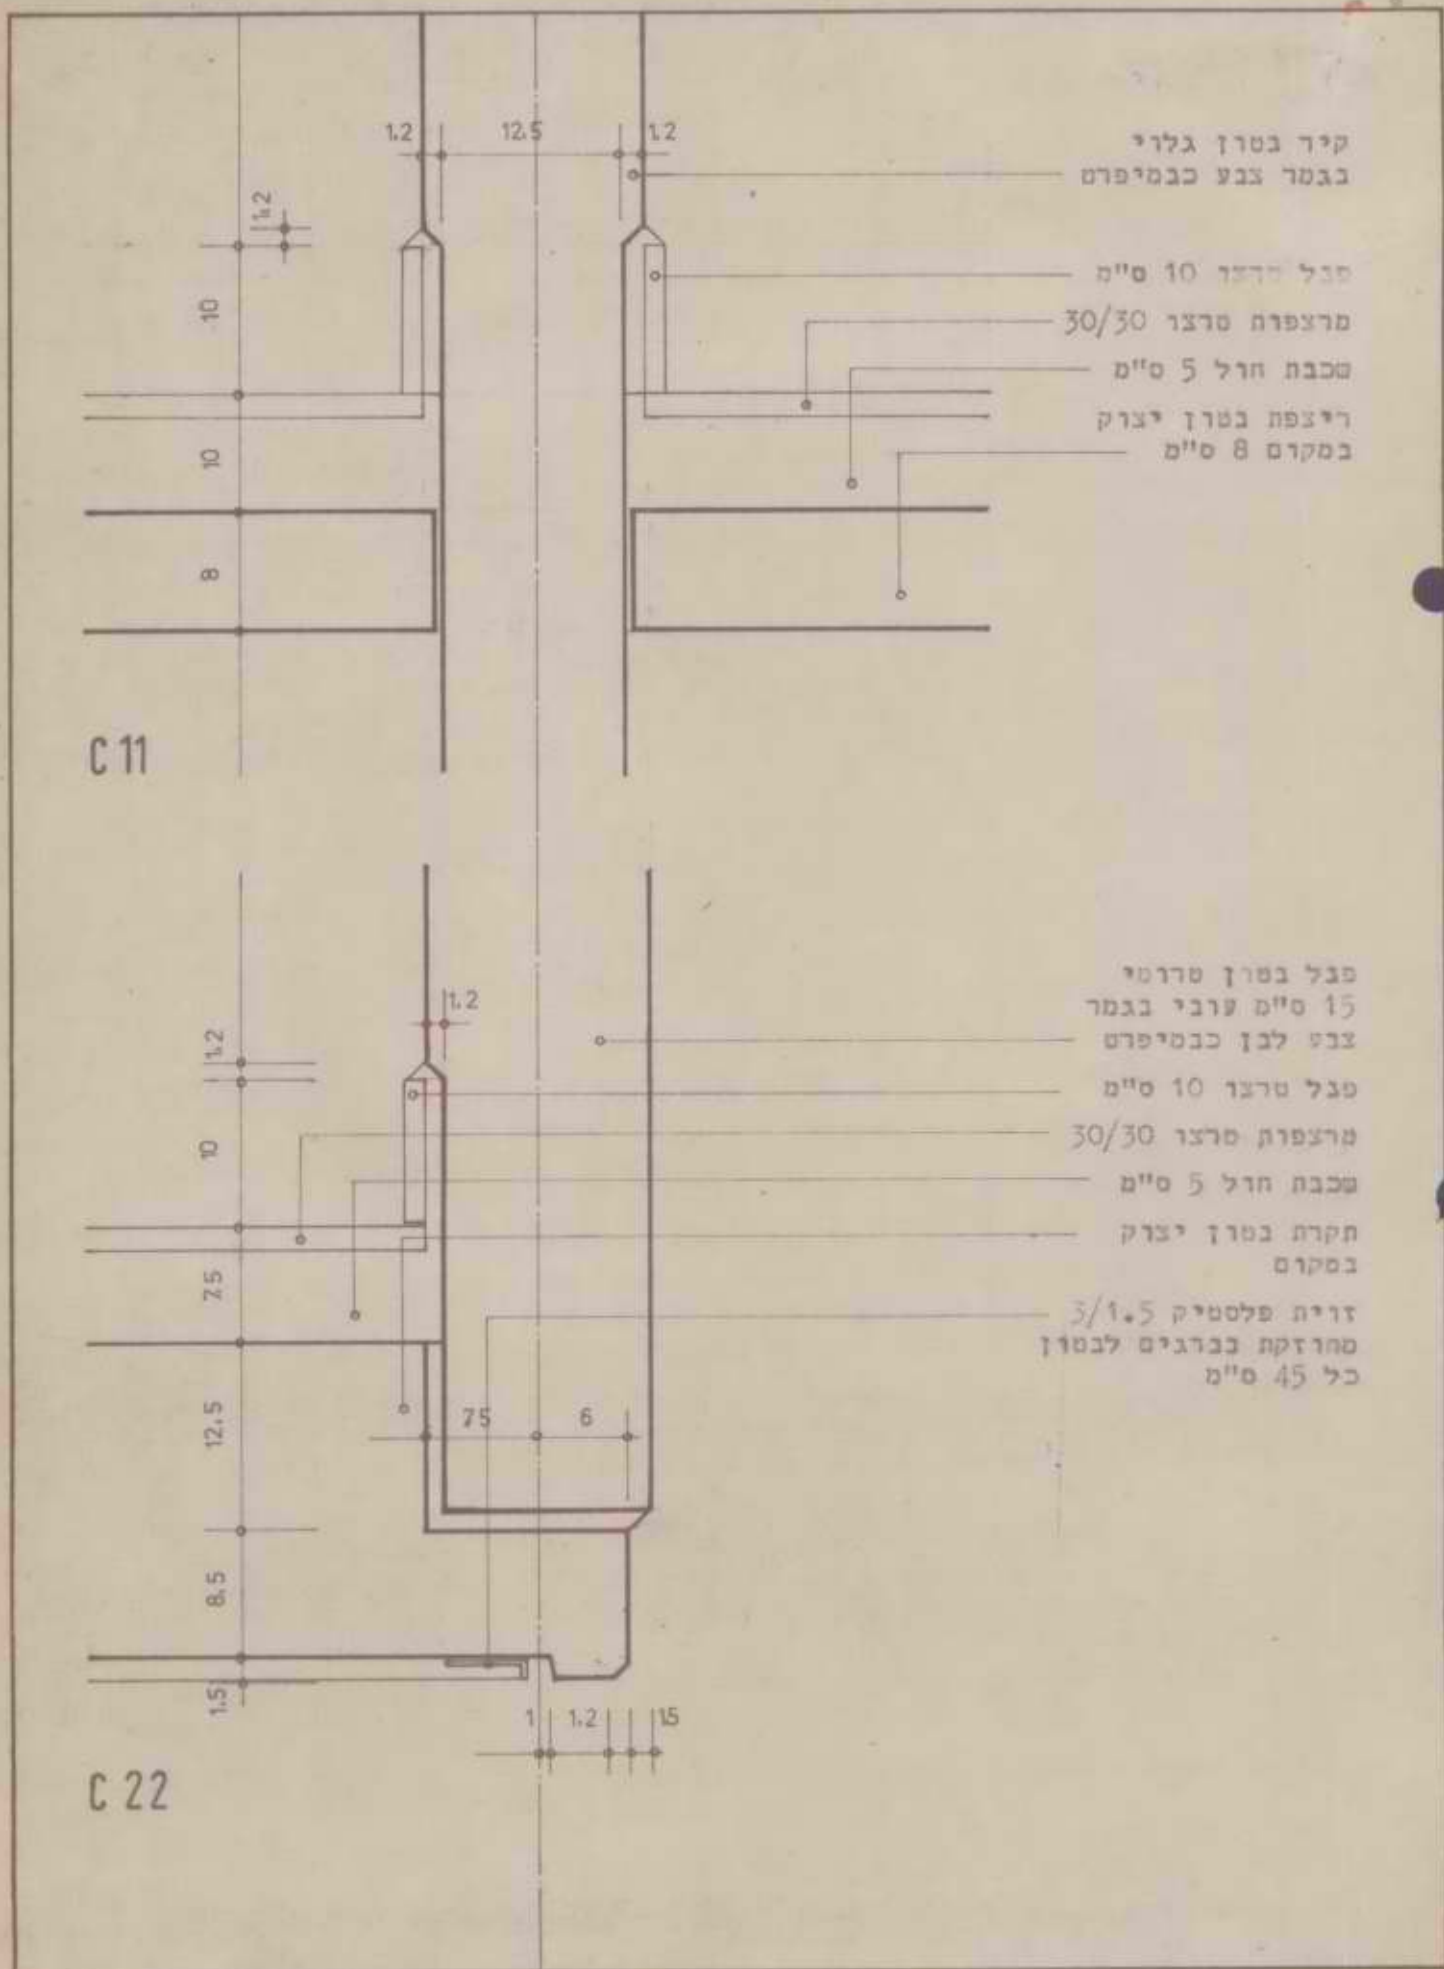 1.2 12.5 1.2
קיר בטון גלוי
בגמר צבע כבמיפרט
1.2
פנל טרצו 10 ס"מ
10
מרצפות טרצו 30/30
שכבת חול 5 ס"מ
ריצפת בטון יצוק
במקום 8 ס"מ
10
8
C 11
פנל בטון טרומי
15 ס"מ עובי בגמר
צבע לבן כבמיפרט
1.2
1.2
פנל טרצו 10 ס"מ
מרצפות טרצו 30/30
10
שכבת חול 5 ס"מ
תקרת בטון יצוק
במקום
7.5
זוית פלסטיק 3/1.5
מחוזקת בברגים לבטון
כל 45 ס"מ
12.5
7.5 6
8.5
1.5
1 1.2 1.5
C 22